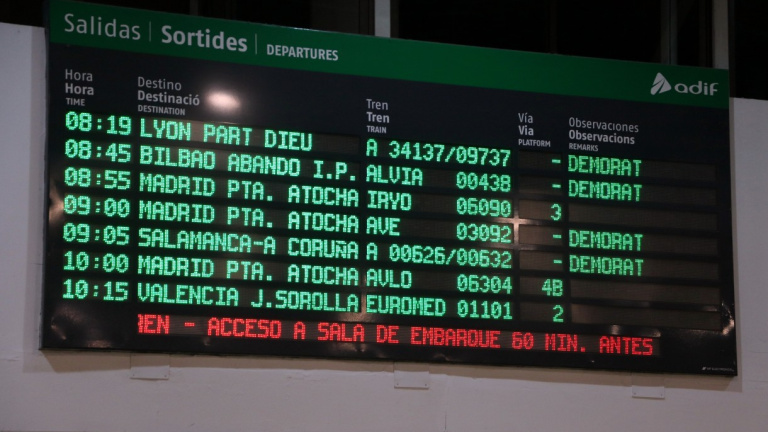 Salidas | Sortides | DEPARTURES
adif
Hora Destino Tren Vía Observaciones
Hora Destinació Tren Via Observacions
TIME DESTINATION TRAIN PLATFORM REMARKS
08:19 LYON PART DIEU A 34137/09737 - DEMORAT
08:45 BILBAO ABANDO I.P. ALVIA 00438 - DEMORAT
08:55 MADRID PTA. ATOCHA IRYO 06090 3
09:00 MADRID PTA. ATOCHA AVE 03092 - DEMORAT
09:05 SALAMANCA-A CORUÑA A 00626/00632 - DEMORAT
10:00 MADRID PTA. ATOCHA AVLO 06304 4B
10:15 VALENCIA J.SOROLLA EUROMED 01101 2
EN - ACCESO A SALA DE EMBARQUE 60 MIN. ANTES